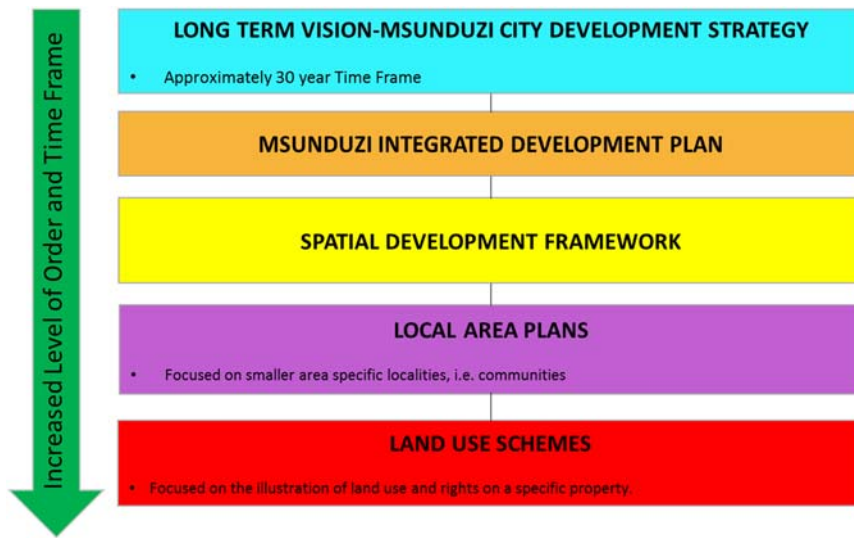 Increased Level of Order and Time Frame
LONG TERM VISION-MSUNDUZI CITY DEVELOPMENT STRATEGY
• Approximately 30 year Time Frame
MSUNDUZI INTEGRATED DEVELOPMENT PLAN
SPATIAL DEVELOPMENT FRAMEWORK
LOCAL AREA PLANS
• Focused on smaller area specific localities, i.e. communities
LAND USE SCHEMES
• Focused on the illustration of land use and rights on a specific property.